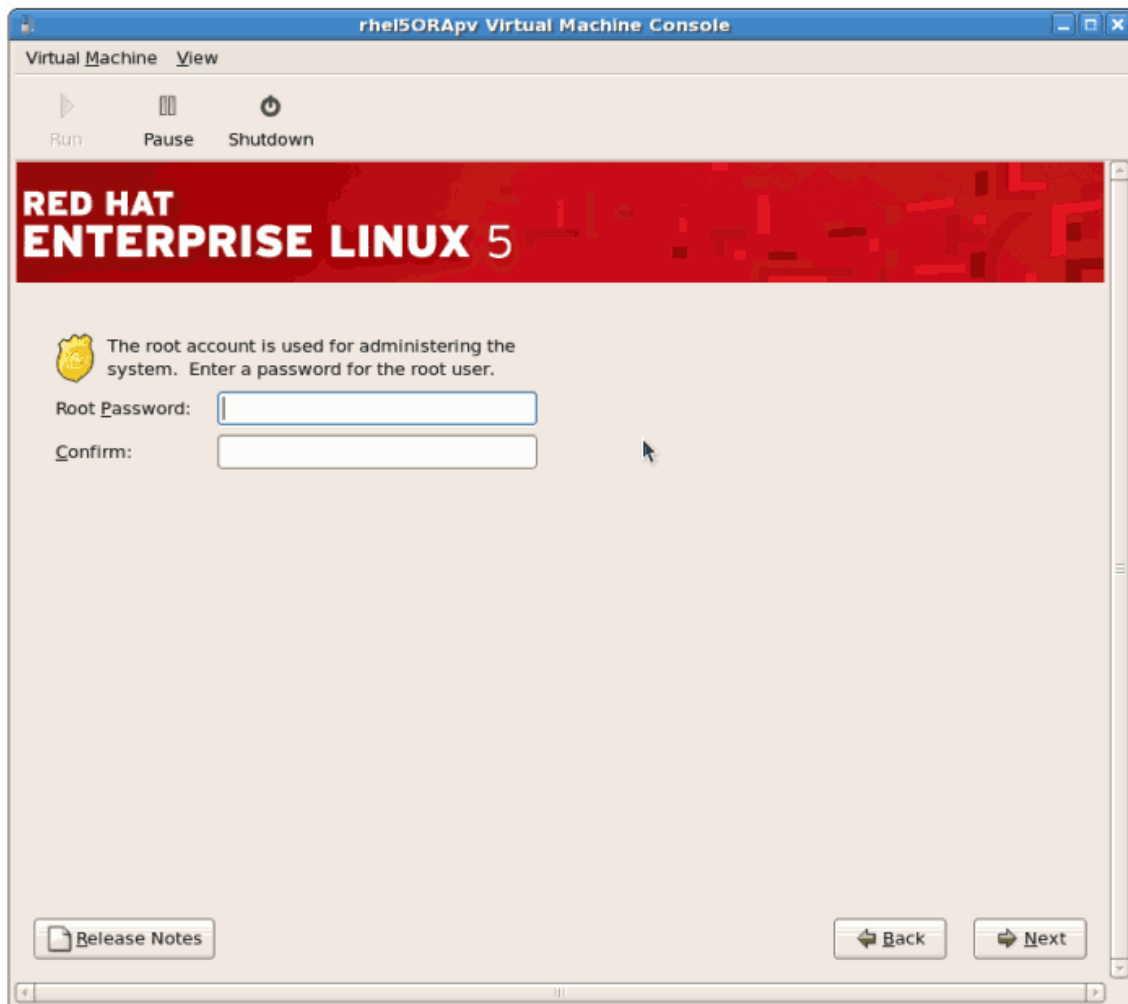 rhel5ORApv Virtual Machine Console
Virtual Machine View
Run Pause Shutdown
RED HAT
ENTERPRISE LINUX 5
The root account is used for administering the
system.  Enter a password for the root user.
Root Password:
Confirm:
Release Notes Back Next